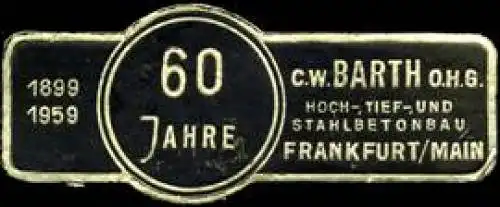 1899
1959
60
JAHRE
C.W. BARTH O.H.G.
HOCH-, TIEF-, UND
STAHLBETONBAU
FRANKFURT/MAIN